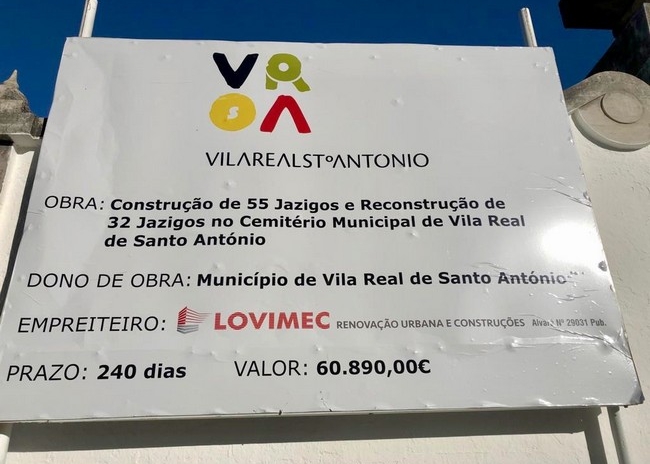 VRSA
VILAREALSTºANTONIO
OBRA: Construção de 55 Jazigos e Reconstrução de
32 Jazigos no Cemitério Municipal de Vila Real
de Santo António
DONO DE OBRA: Município de Vila Real de Santo António
EMPREITEIRO: LOVIMEC RENOVAÇÃO URBANA E CONSTRUÇÕES Alvará Nº 29031 Pub.
PRAZO: 240 dias VALOR: 60.890,00€